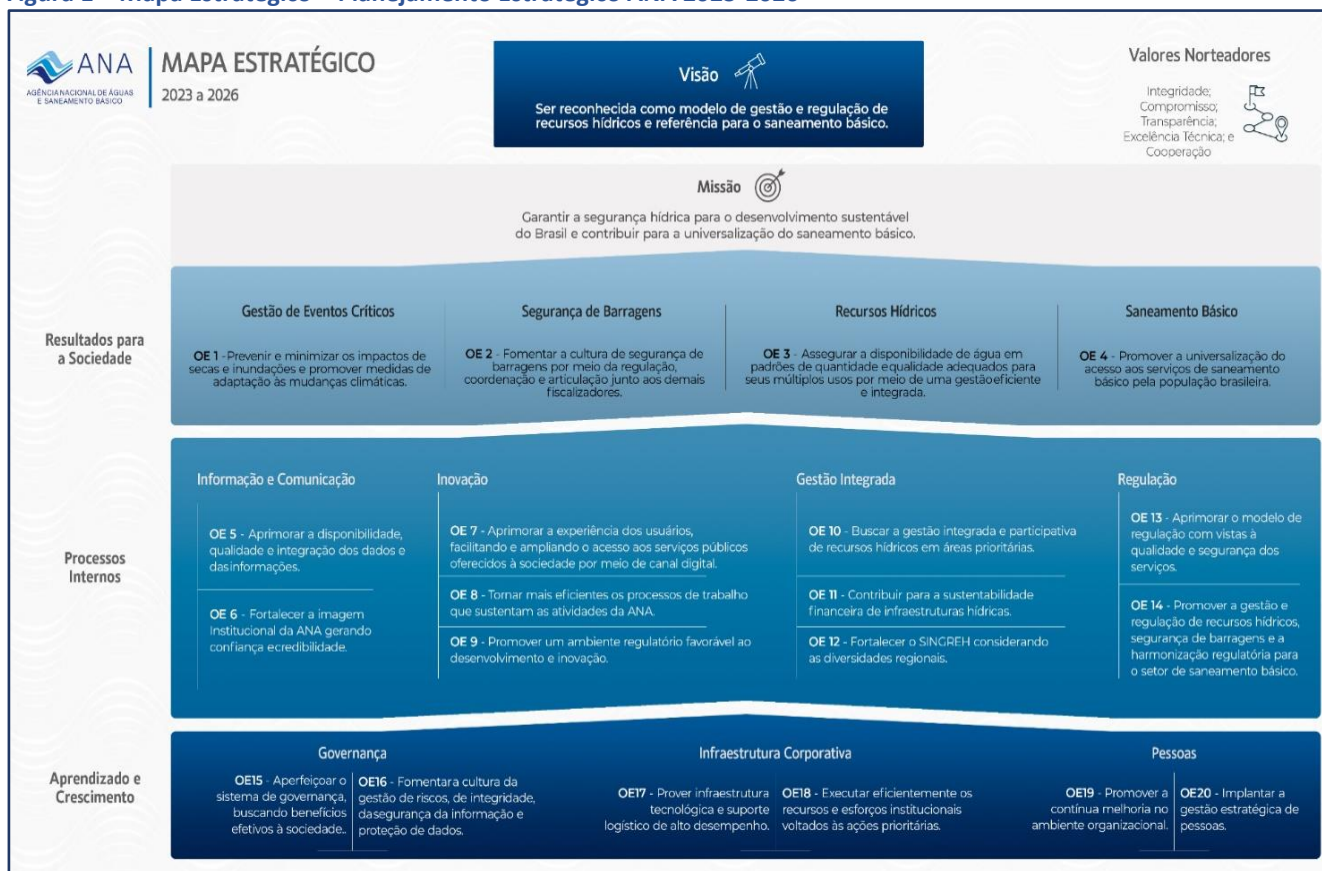 Figura 1 – Mapa Estratégico – Planejamento Estratégico ANA 2023-2026
ANA
AGÊNCIA NACIONAL DE ÁGUAS
E SANEAMENTO BÁSICO
MAPA ESTRATÉGICO
2023 a 2026
Visão
Ser reconhecida como modelo de gestão e regulação de
recursos hídricos e referência para o saneamento básico.
Valores Norteadores
Integridade;
Compromisso;
Transparência;
Excelência Técnica; e
Cooperação
Missão
Garantir a segurança hídrica para o desenvolvimento sustentável
do Brasil e contribuir para a universalização do saneamento básico.
Resultados para
a Sociedade
Gestão de Eventos Críticos
OE 1 -Prevenir e minimizar os impactos de
secas e inundações e promover medidas de
adaptação às mudanças climáticas.
Segurança de Barragens
OE 2 - Fomentar a cultura de segurança de
barragens por meio da regulação,
coordenação e articulação junto aos demais
fiscalizadores.
Recursos Hídricos
OE 3 - Assegurar a disponibilidade de água em
padrões de quantidade equalidade adequados para
seus múltiplos usos por meio de uma gestãoeficiente
e integrada.
Saneamento Básico
OE 4 - Promover a universalização do
acesso aos serviços de saneamento
básico pela população brasileira.
Processos
Internos
Informação e Comunicação
OE 5 - Aprimorar a disponibilidade,
qualidade e integração dos dados e
dasinformações.
OE 6 - Fortalecer a imagem
Institucional da ANA gerando
confiança ecredibilidade.
Inovação
OE 7 - Aprimorar a experiência dos usuários,
facilitando e ampliando o acesso aos serviços públicos
oferecidos à sociedade por meio de canal digital.
OE 8 - Tornar mais eficientes os processos de trabalho
que sustentam as atividades da ANA.
OE 9 - Promover um ambiente regulatório favorável ao
desenvolvimento e inovação.
Gestão Integrada
OE 10 - Buscar a gestão integrada e participativa
de recursos hídricos em áreas prioritárias.
OE 11 - Contribuir para a sustentabilidade
financeira de infraestruturas hídricas.
OE 12 - Fortalecer o SINGREH considerando
as diversidades regionais.
Regulação
OE 13 - Aprimorar o modelo de
regulação com vistas à
qualidade e segurança dos
serviços.
OE 14 - Promover a gestão e
regulação de recursos hídricos,
segurança de barragens e a
harmonização regulatória para
o setor de saneamento básico.
Aprendizado e
Crescimento
Governança
OE15 - Aperfeiçoar o
sistema de governança,
buscando benefícios
efetivos à sociedade..
OE16 - Fomentara cultura da
gestão de riscos, de integridade,
dasegurança da informação e
proteção de dados.
Infraestrutura Corporativa
OE17 - Prover infraestrutura
tecnológica e suporte
logístico de alto desempenho.
OE18 - Executar eficientemente os
recursos e esforços institucionais
voltados às ações prioritárias.
Pessoas
OE19 - Promover a
contínua melhoria no
ambiente organizacional.
OE20 - Implantar a
gestão estratégica de
pessoas.